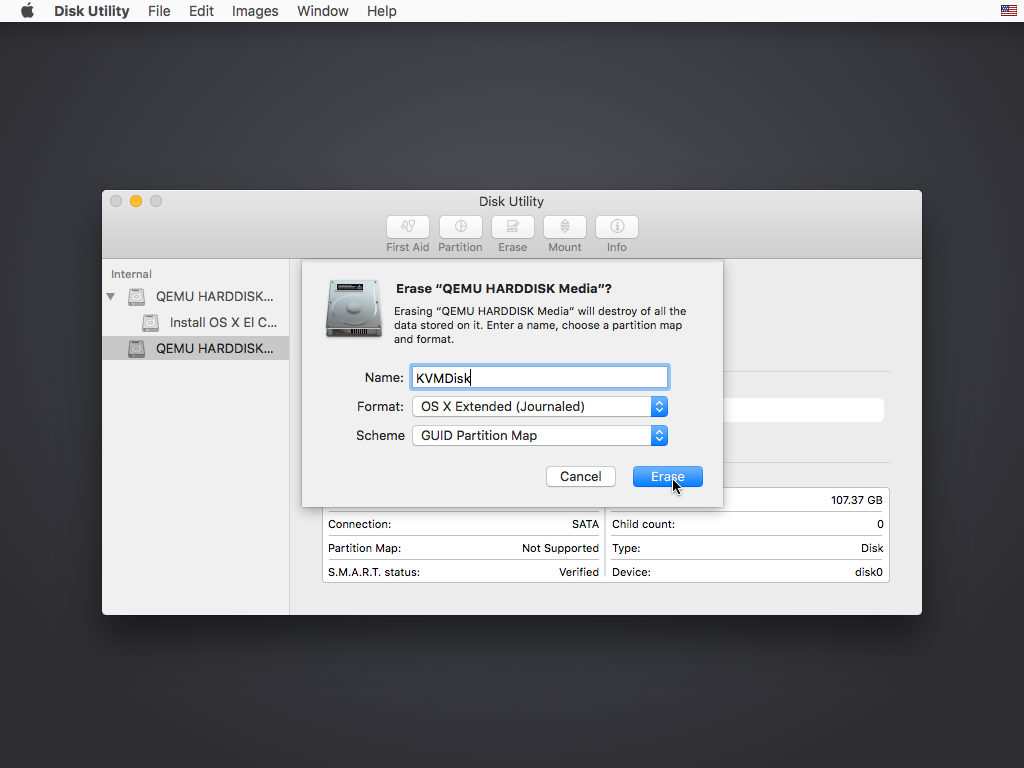 Disk Utility File Edit Images Window Help
Disk Utility
First Aid Partition Erase Mount Info
Internal
QEMU HARDDISK...
Install OS X El C...
QEMU HARDDISK...
Erase “QEMU HARDDISK Media”?
Erasing “QEMU HARDDISK Media” will destroy of all the
data stored on it. Enter a name, choose a partition map
and format.
Name: KVMDisk
Format: OS X Extended (Journaled)
Scheme GUID Partition Map
Cancel Erase
107.37 GB
Connection: SATA Child count: 0
Partition Map: Not Supported Type: Disk
S.M.A.R.T. status: Verified Device: disk0